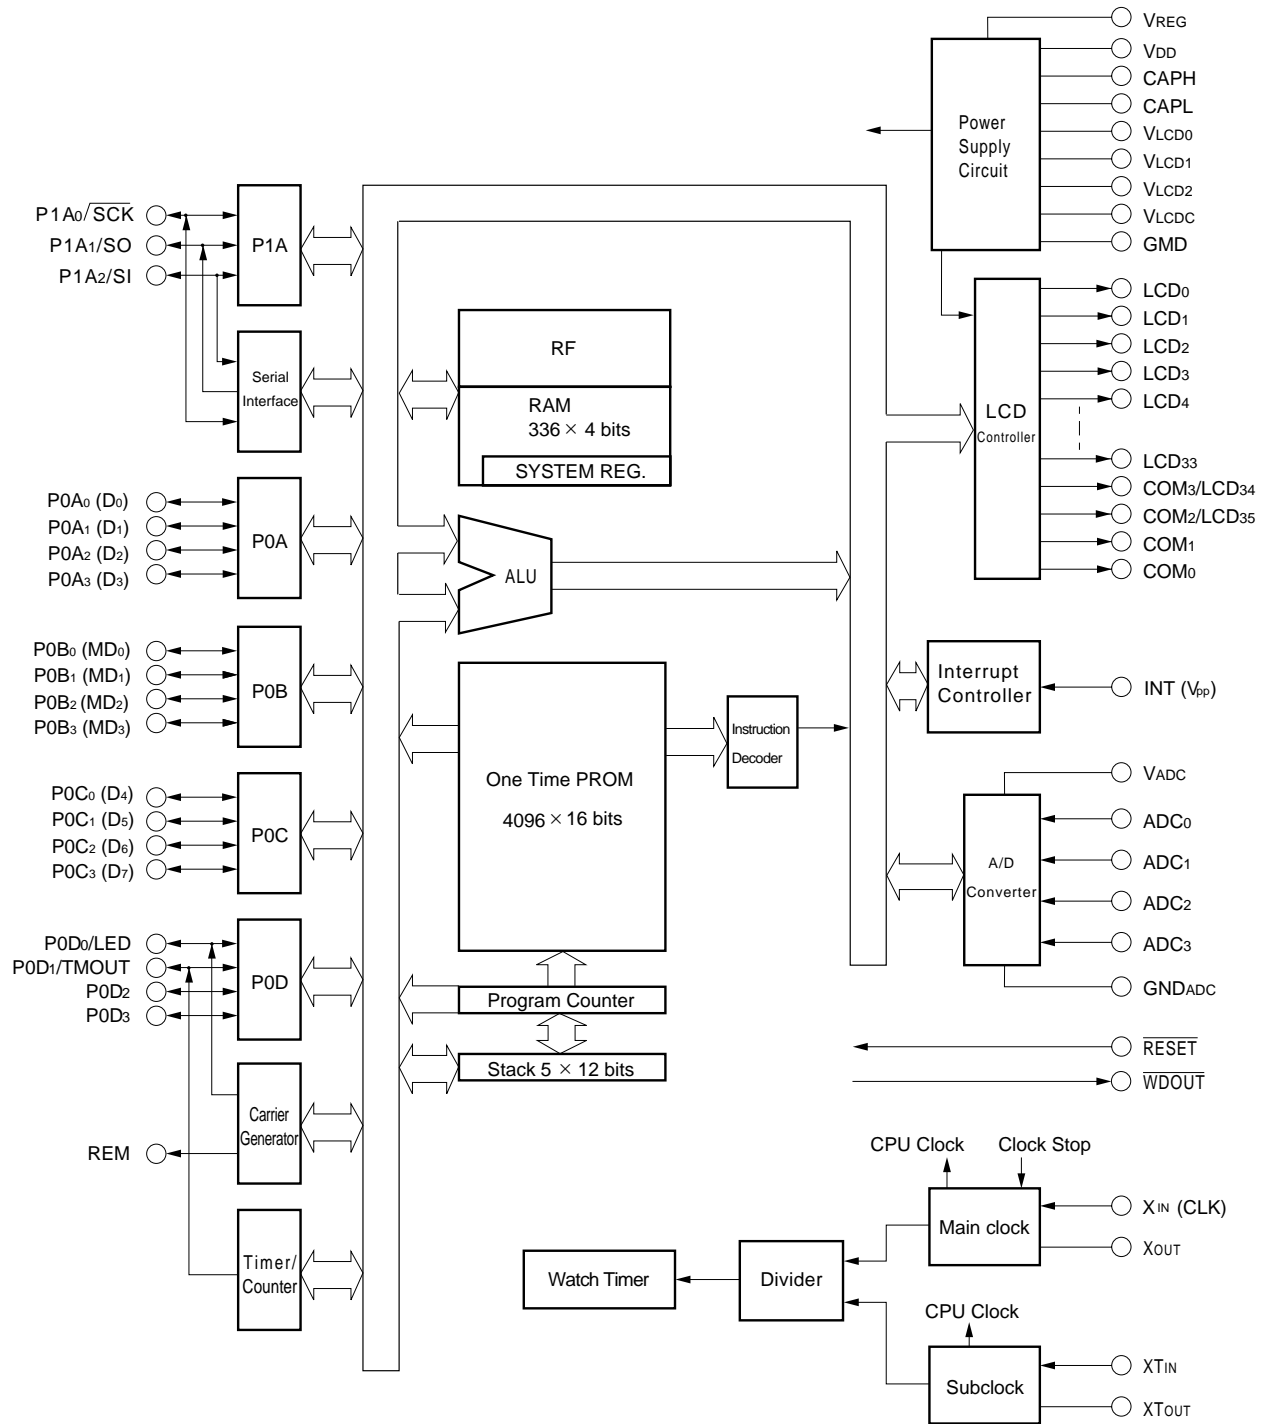 VREG
VDD
CAPH
CAPL
VLCD0
VLCD1
VLCD2
VLCDC
GMD
Power
Supply
Circuit
P1A0/SCK
P1A1/SO
P1A2/SI
P1A
Serial
Interface
RF
RAM
336 × 4 bits
SYSTEM REG.
LCD
Controller
LCD0
LCD1
LCD2
LCD3
LCD4
LCD33
COM3/LCD34
COM2/LCD35
COM1
COM0
P0A0 (D0)
P0A1 (D1)
P0A2 (D2)
P0A3 (D3)
P0A
ALU
P0B0 (MD0)
P0B1 (MD1)
P0B2 (MD2)
P0B3 (MD3)
P0B
One Time PROM
4096 × 16 bits
Instruction
Decoder
Interrupt
Controller
INT (Vpp)
P0C0 (D4)
P0C1 (D5)
P0C2 (D6)
P0C3 (D7)
P0C
VADC
ADC0
ADC1
ADC2
ADC3
GNDADC
A/D
Converter
P0D0/LED
P0D1/TMOUT
P0D2
P0D3
P0D
Program Counter
Stack 5 × 12 bits
RESET
WDOUT
Carrier
Generator
REM
Timer/
Counter
CPU Clock
Clock Stop
Main clock
XIN (CLK)
XOUT
Watch Timer
Divider
CPU Clock
Subclock
XTIN
XTOUT